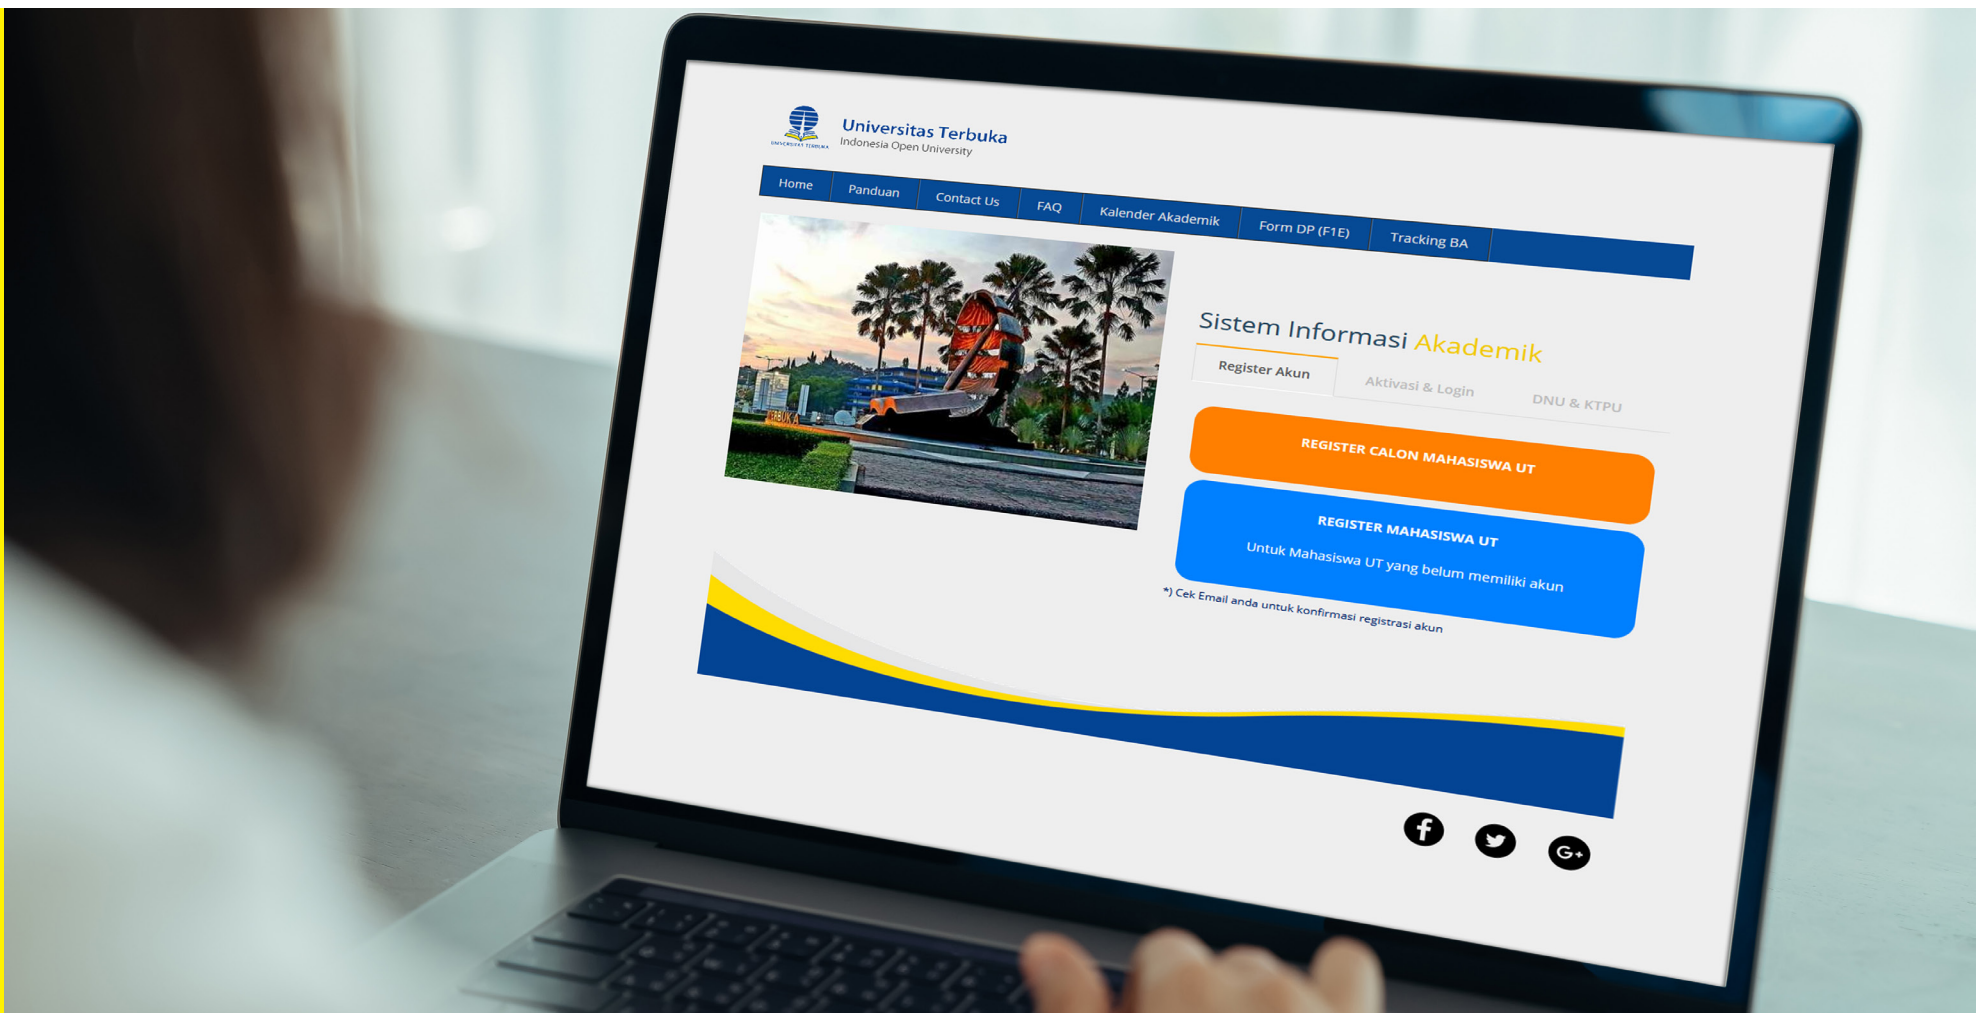 Universitas Terbuka
Indonesia Open University
UNIVERSITAS TERBUKA
Home Panduan Contact Us FAQ Kalender Akademik Form DP (F1E) Tracking BA
Sistem Informasi Akademik
Register Akun Aktivasi & Login DNU & KTPU
REGISTER CALON MAHASISWA UT
REGISTER MAHASISWA UT
Untuk Mahasiswa UT yang belum memiliki akun
*) Cek Email anda untuk konfirmasi registrasi akun
f
G+